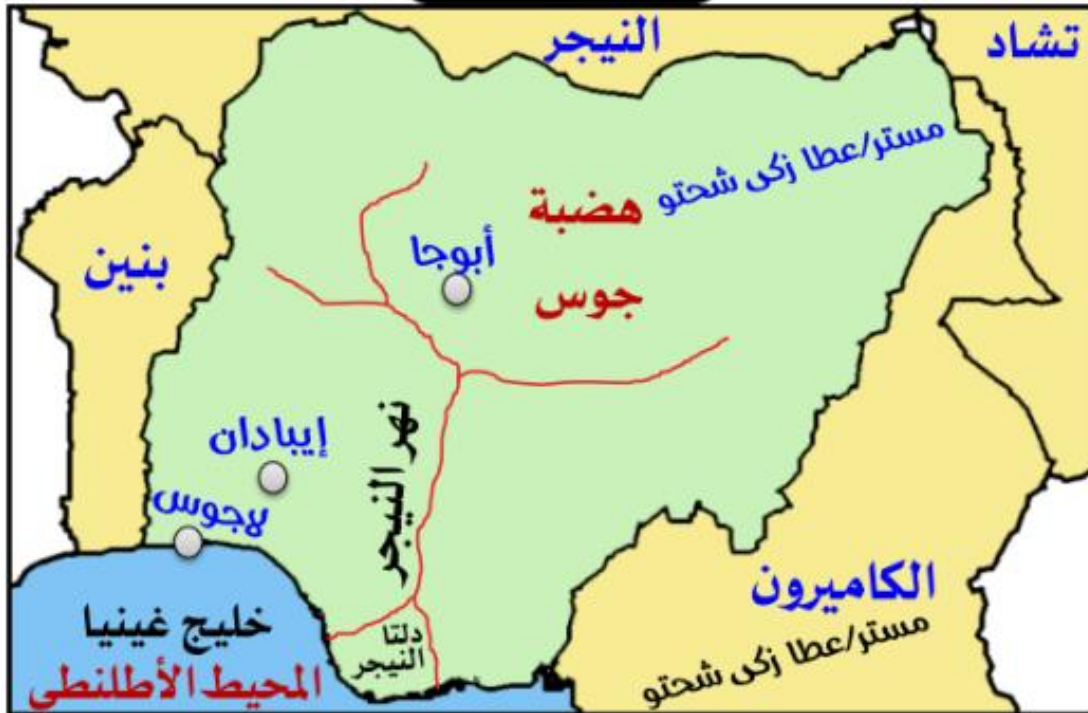 النيجر
تشاد
مستر/عطا زكى شحتو
هضبة
جوس
أبوجا
بنين
نهر النيجر
إيبادان
لاجوس
الكاميرون
مستر/عطا زكى شحتو
دلتا
النيجر
خليج غينيا
المحيط الأطلنطى